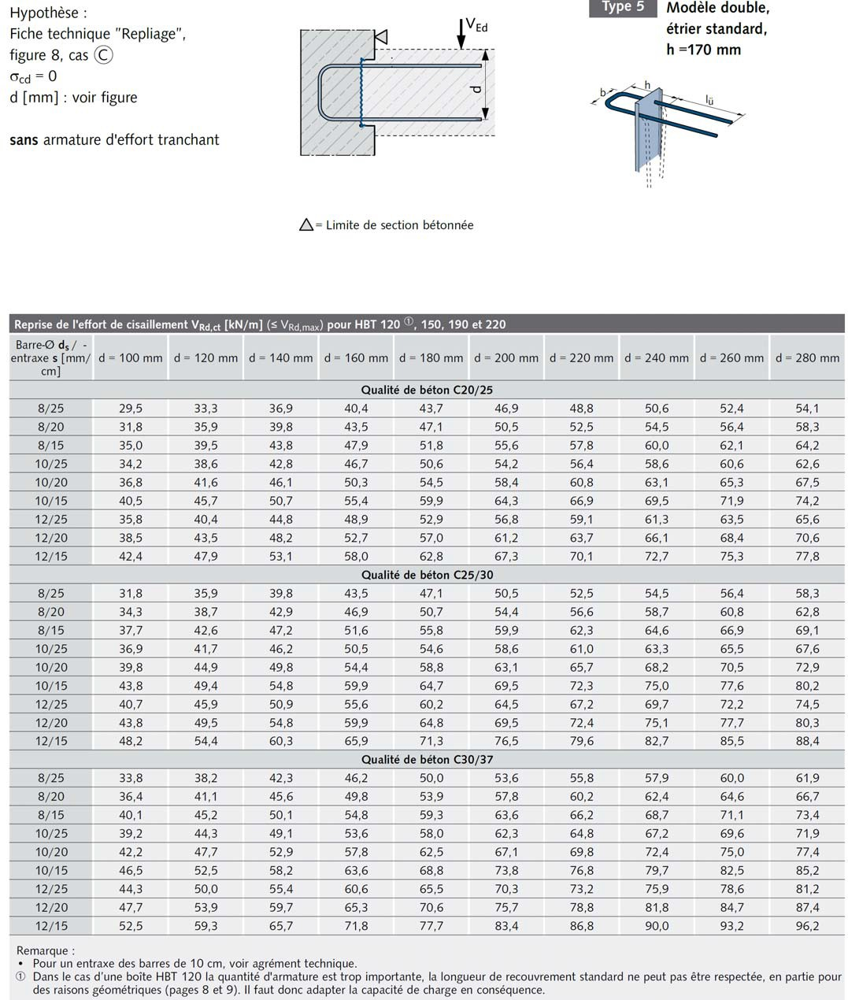 Hypothèse :
Fiche technique "Repliage",
figure 8, cas Ⓒ
σcd = 0
d [mm] : voir figure
sans armature d'effort tranchant
VEd
d
△ = Limite de section bétonnée
Type 5
Modèle double,
étrier standard,
h =170 mm
b
h
lü
Reprise de l'effort de cisaillement VRd,ct [kN/m] (≤ VRd,max) pour HBT 120 ①, 150, 190 et 220
Barre-Ø ds / - entraxe s [mm/cm] d = 100 mm d = 120 mm d = 140 mm d = 160 mm d = 180 mm d = 200 mm d = 220 mm d = 240 mm d = 260 mm d = 280 mm
Qualité de béton C20/25
8/25 29,5 33,3 36,9 40,4 43,7 46,9 48,8 50,6 52,4 54,1
8/20 31,8 35,9 39,8 43,5 47,1 50,5 52,5 54,5 56,4 58,3
8/15 35,0 39,5 43,8 47,9 51,8 55,6 57,8 60,0 62,1 64,2
10/25 34,2 38,6 42,8 46,7 50,6 54,2 56,4 58,6 60,6 62,6
10/20 36,8 41,6 46,1 50,3 54,5 58,4 60,8 63,1 65,3 67,5
10/15 40,5 45,7 50,7 55,4 59,9 64,3 66,9 69,5 71,9 74,2
12/25 35,8 40,4 44,8 48,9 52,9 56,8 59,1 61,3 63,5 65,6
12/20 38,5 43,5 48,2 52,7 57,0 61,2 63,7 66,1 68,4 70,6
12/15 42,4 47,9 53,1 58,0 62,8 67,3 70,1 72,7 75,3 77,8
Qualité de béton C25/30
8/25 31,8 35,9 39,8 43,5 47,1 50,5 52,5 54,5 56,4 58,3
8/20 34,3 38,7 42,9 46,9 50,7 54,4 56,6 58,7 60,8 62,8
8/15 37,7 42,6 47,2 51,6 55,8 59,9 62,3 64,6 66,9 69,1
10/25 36,9 41,7 46,2 50,5 54,6 58,6 61,0 63,3 65,5 67,6
10/20 39,8 44,9 49,8 54,4 58,8 63,1 65,7 68,2 70,5 72,9
10/15 43,8 49,4 54,8 59,9 64,7 69,5 72,3 75,0 77,6 80,2
12/25 40,7 45,9 50,9 55,6 60,2 64,5 67,2 69,7 72,2 74,5
12/20 43,8 49,5 54,8 59,9 64,8 69,5 72,4 75,1 77,7 80,3
12/15 48,2 54,4 60,3 65,9 71,3 76,5 79,6 82,7 85,5 88,4
Qualité de béton C30/37
8/25 33,8 38,2 42,3 46,2 50,0 53,6 55,8 57,9 60,0 61,9
8/20 36,4 41,1 45,6 49,8 53,9 57,8 60,2 62,4 64,6 66,7
8/15 40,1 45,2 50,1 54,8 59,3 63,6 66,2 68,7 71,1 73,4
10/25 39,2 44,3 49,1 53,6 58,0 62,3 64,8 67,2 69,6 71,9
10/20 42,2 47,7 52,9 57,8 62,5 67,1 69,8 72,4 75,0 77,4
10/15 46,5 52,5 58,2 63,6 68,8 73,8 76,8 79,7 82,5 85,2
12/25 44,3 50,0 55,4 60,6 65,5 70,3 73,2 75,9 78,6 81,2
12/20 47,7 53,9 59,7 65,3 70,6 75,7 78,8 81,8 84,7 87,4
12/15 52,5 59,3 65,7 71,8 77,7 83,4 86,8 90,0 93,2 96,2
Remarque :
• Pour un entraxe des barres de 10 cm, voir agrément technique.
① Dans le cas d'une boîte HBT 120 la quantité d'armature est trop importante, la longueur de recouvrement standard ne peut pas être respectée, en partie pour
des raisons géométriques (pages 8 et 9). Il faut donc adapter la capacité de charge en conséquence.